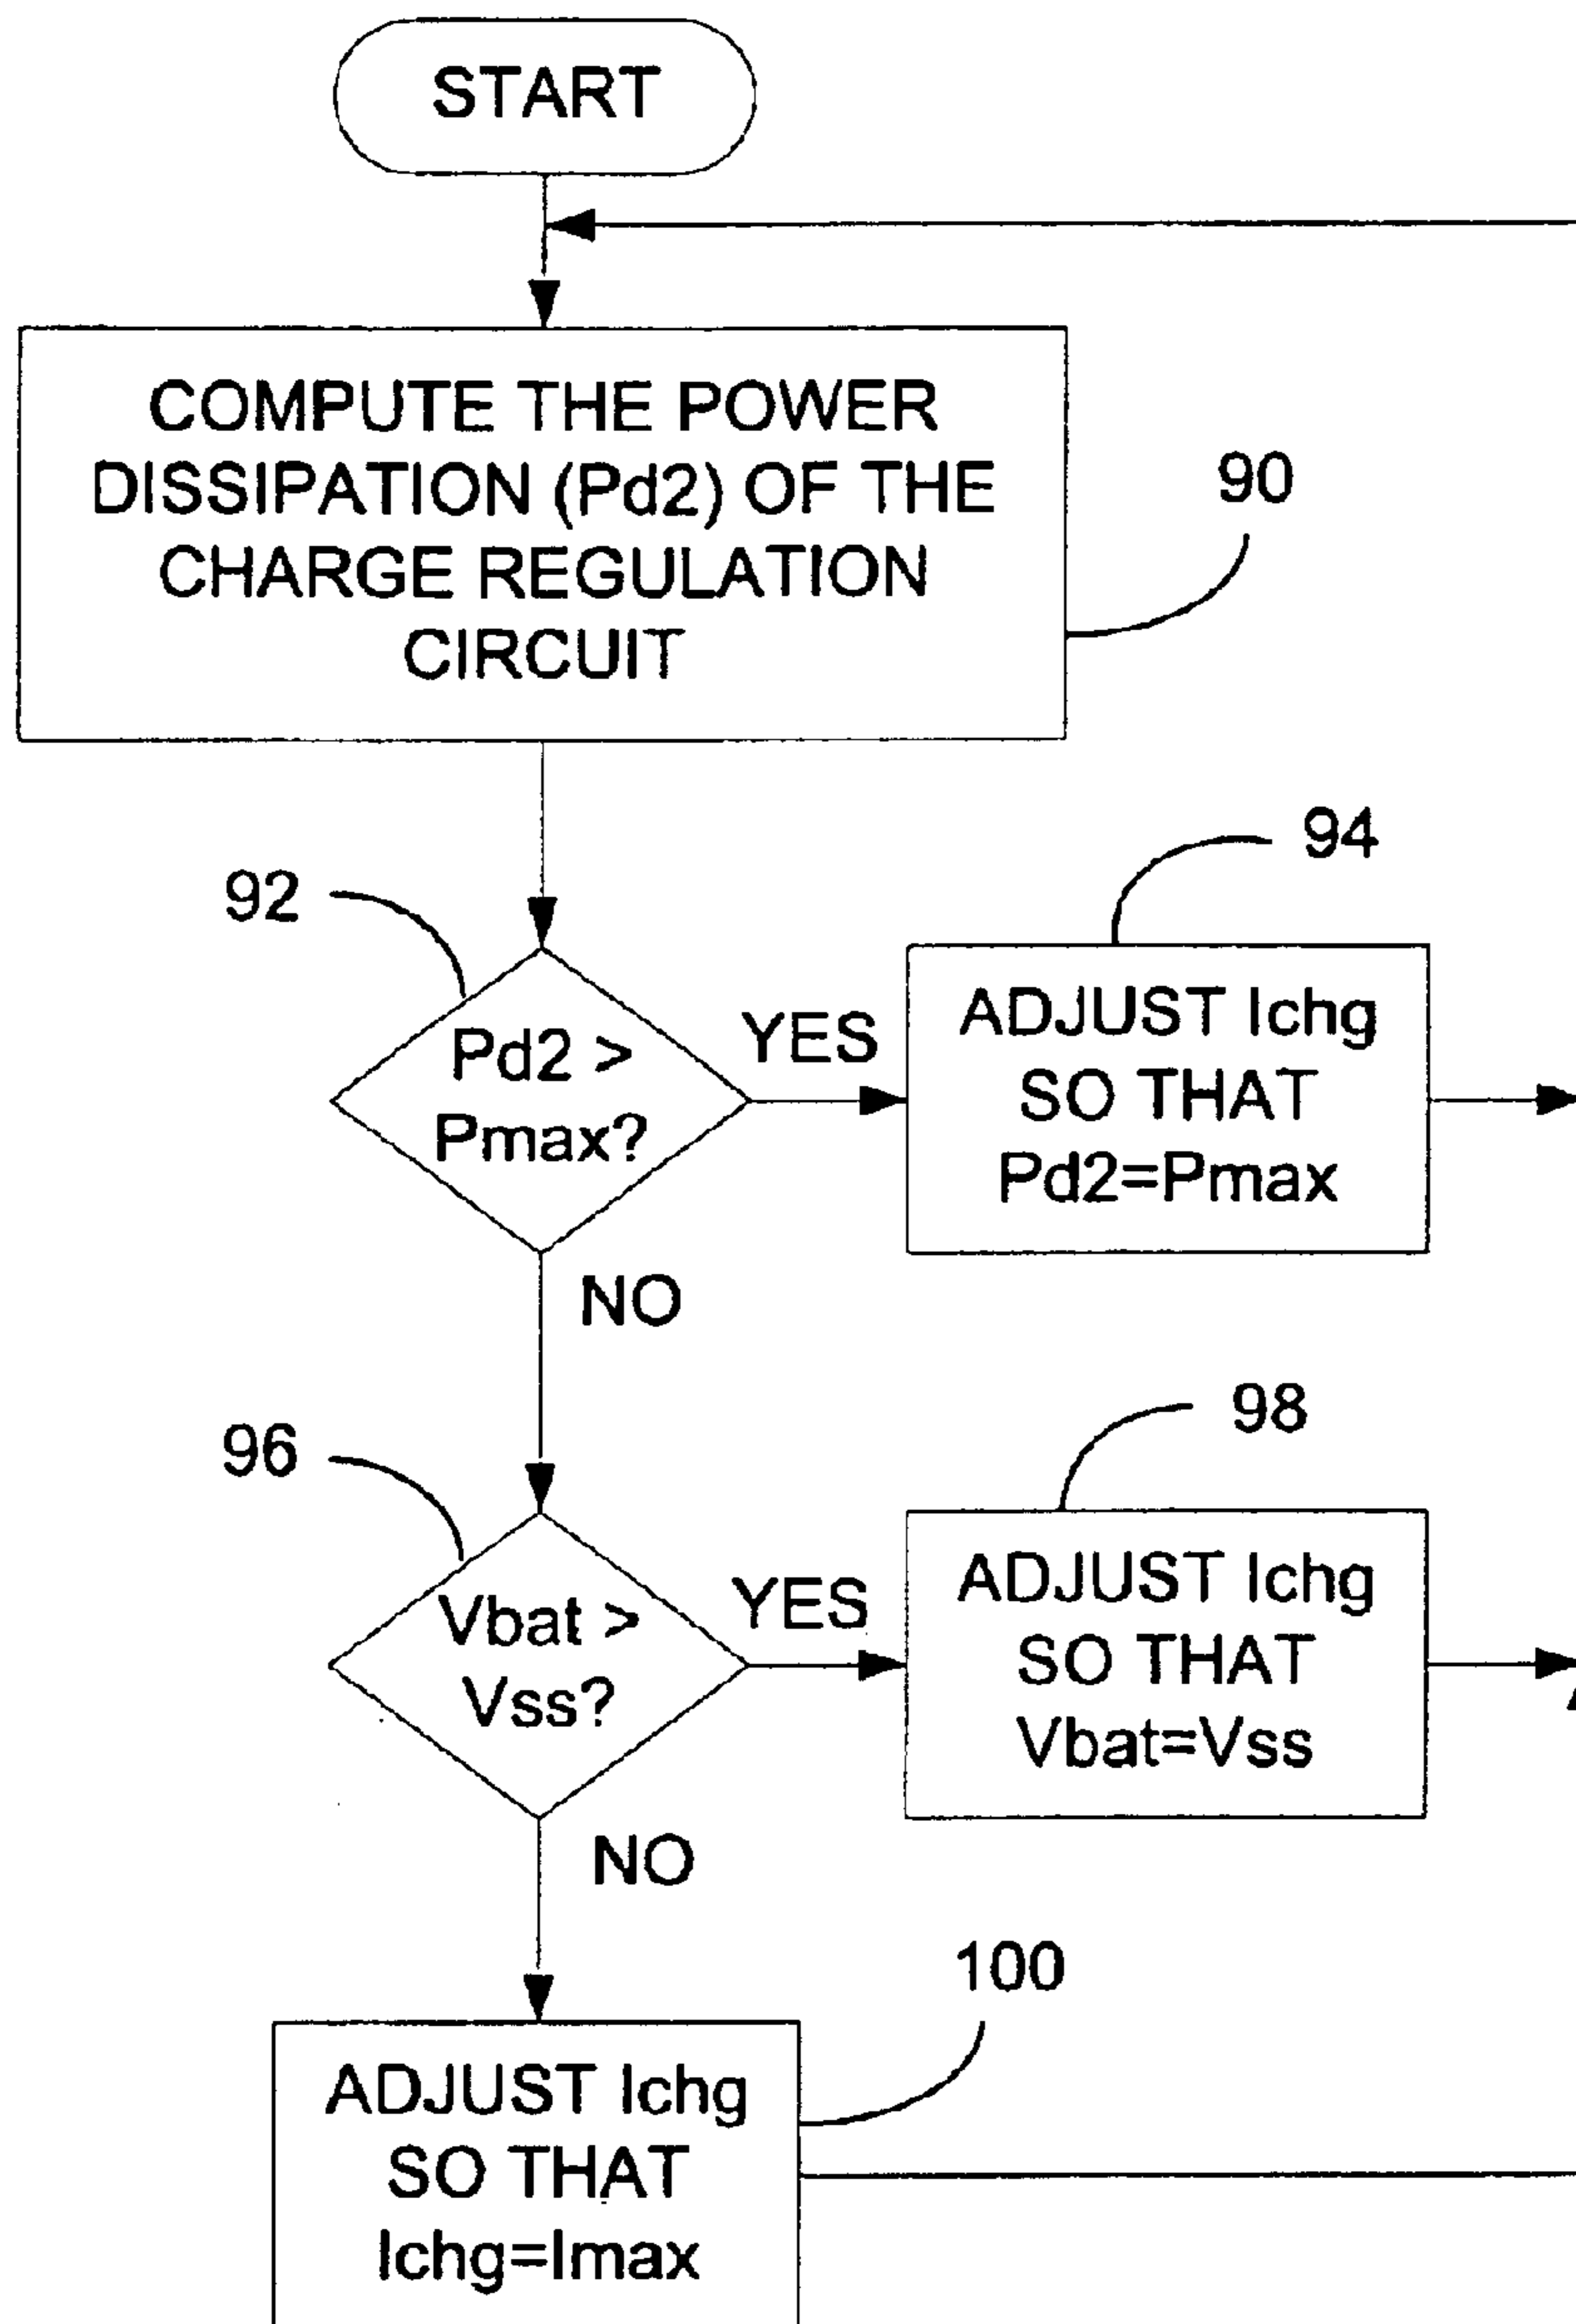 START
COMPUTE THE POWER
DISSIPATION (Pd2) OF THE
CHARGE REGULATION
CIRCUIT
90
92
Pd2 >
Pmax?
YES
94
ADJUST Ichg
SO THAT
Pd2=Pmax
NO
96
Vbat >
Vss?
YES
98
ADJUST Ichg
SO THAT
Vbat=Vss
NO
100
ADJUST Ichg
SO THAT
Ichg=Imax